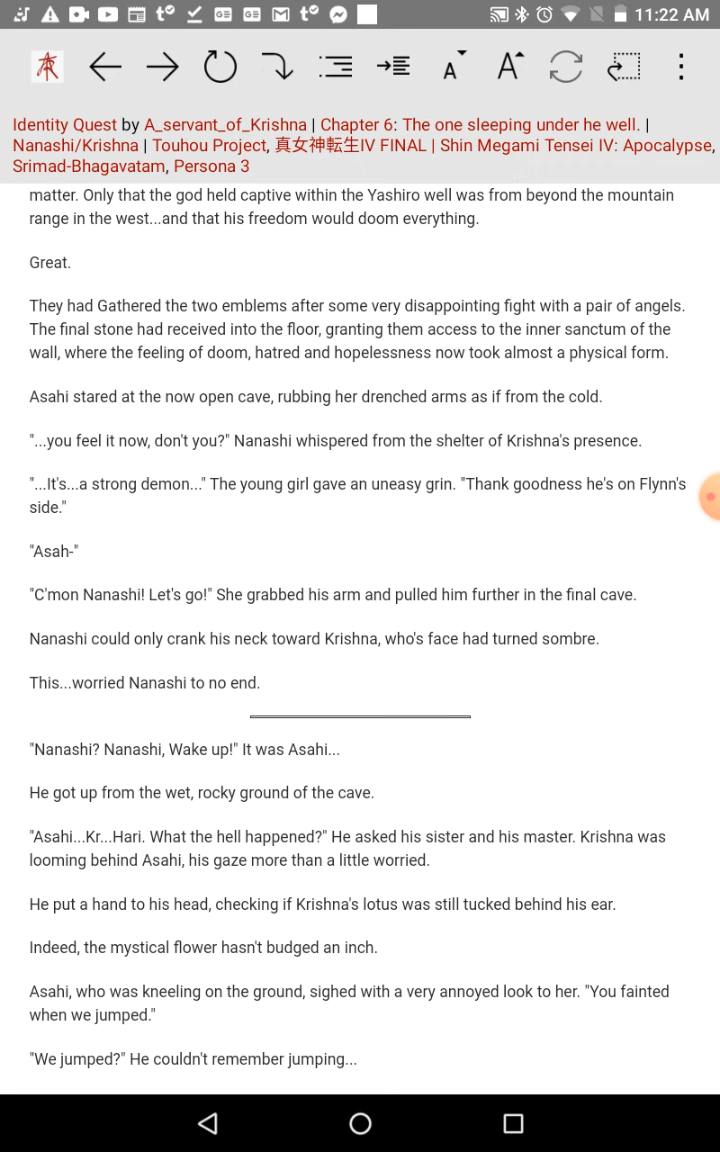 11:22 AM
Identity Quest by A_servant_of_Krishna | Chapter 6: The one sleeping under he well. |
Nanashi/Krishna | Touhou Project, 真女神転生IV FINAL | Shin Megami Tensei IV: Apocalypse,
Srimad-Bhagavatam, Persona 3
matter. Only that the god held captive within the Yashiro well was from beyond the mountain
range in the west...and that his freedom would doom everything.
Great.
They had Gathered the two emblems after some very disappointing fight with a pair of angels.
The final stone had received into the floor, granting them access to the inner sanctum of the
wall, where the feeling of doom, hatred and hopelessness now took almost a physical form.
Asahi stared at the now open cave, rubbing her drenched arms as if from the cold.
"...you feel it now, don't you?" Nanashi whispered from the shelter of Krishna's presence.
"...It's...a strong demon..." The young girl gave an uneasy grin. "Thank goodness he's on Flynn's
side."
"Asah-"
"C'mon Nanashi! Let's go!" She grabbed his arm and pulled him further in the final cave.
Nanashi could only crank his neck toward Krishna, who's face had turned sombre.
This...worried Nanashi to no end.
"Nanashi? Nanashi, Wake up!" It was Asahi...
He got up from the wet, rocky ground of the cave.
"Asahi...Kr...Hari. What the hell happened?" He asked his sister and his master. Krishna was
looming behind Asahi, his gaze more than a little worried.
He put a hand to his head, checking if Krishna's lotus was still tucked behind his ear.
Indeed, the mystical flower hasn't budged an inch.
Asahi, who was kneeling on the ground, sighed with a very annoyed look to her. "You fainted
when we jumped."
"We jumped?" He couldn't remember jumping...